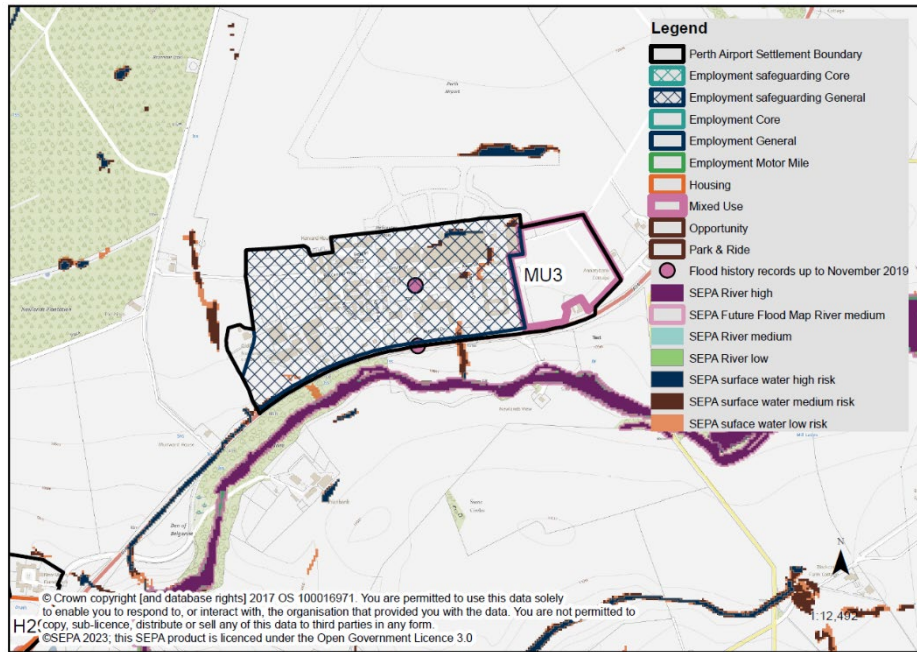 Legend
Perth Airport Settlement Boundary
Employment safeguarding Core
Employment safeguarding General
Employment Core
Employment General
Employment Motor Mile
Housing
Mixed Use
Opportunity
Park & Ride
Flood history records up to November 2019
SEPA River high
SEPA Future Flood Map River medium
SEPA River medium
SEPA River low
SEPA surface water high risk
SEPA surface water medium risk
SEPA suface water low risk
Perth
Airport
MU3
Den of
N
1:12,492
© Crown copyright [and database rights] 2017 OS 100016971. You are permitted to use this data solely
to enable you to respond to, or interact with, the organisation that provided you with the data. You are not permitted to
copy, sub-licence, distribute or sell any of this data to third parties in any form.
©SEPA 2023; this SEPA product is licenced under the Open Government Licence 3.0